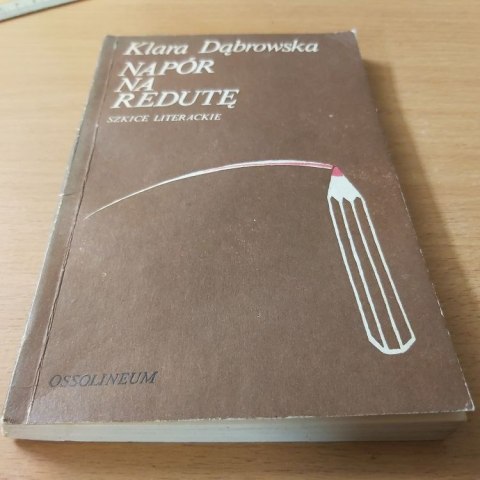 Klara Dąbrowska
NAPÓR
NA
REDUTĘ
SZKICE LITERACKIE
OSSOLINEUM